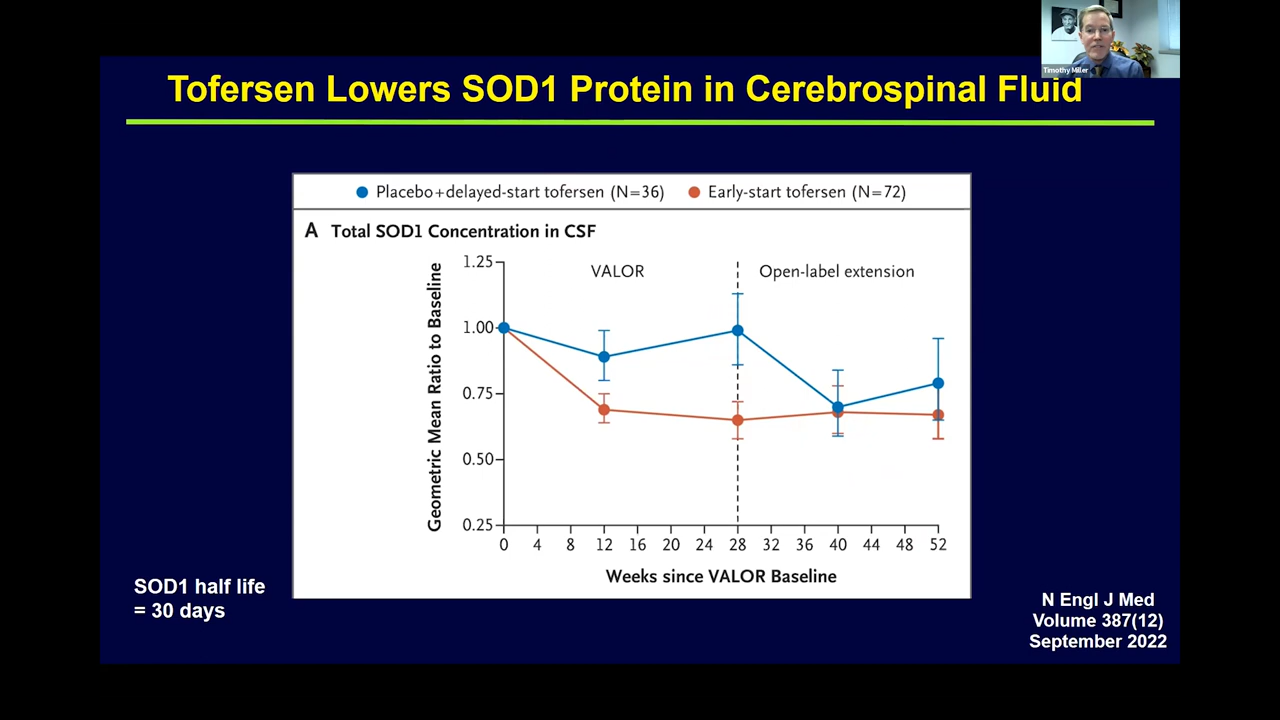 Timothy Miller
Tofersen Lowers SOD1 Protein in Cerebrospinal Fluid
Placebo+delayed-start tofersen (N=36)
Early-start tofersen (N=72)
A Total SOD1 Concentration in CSF
Geometric Mean Ratio to Baseline
1.25
1.00
0.75
0.50
0.25
VALOR
Open-label extension
0 4 8 12 16 20 24 28 32 36 40 44 48 52
Weeks since VALOR Baseline
SOD1 half life
= 30 days
N Engl J Med
Volume 387(12)
September 2022